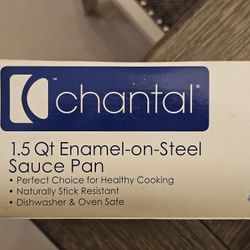 chantal™
1.5 Qt Enamel-on-Steel
Sauce Pan
• Perfect Choice for Healthy Cooking
• Naturally Stick Resistant
• Dishwasher & Oven Safe